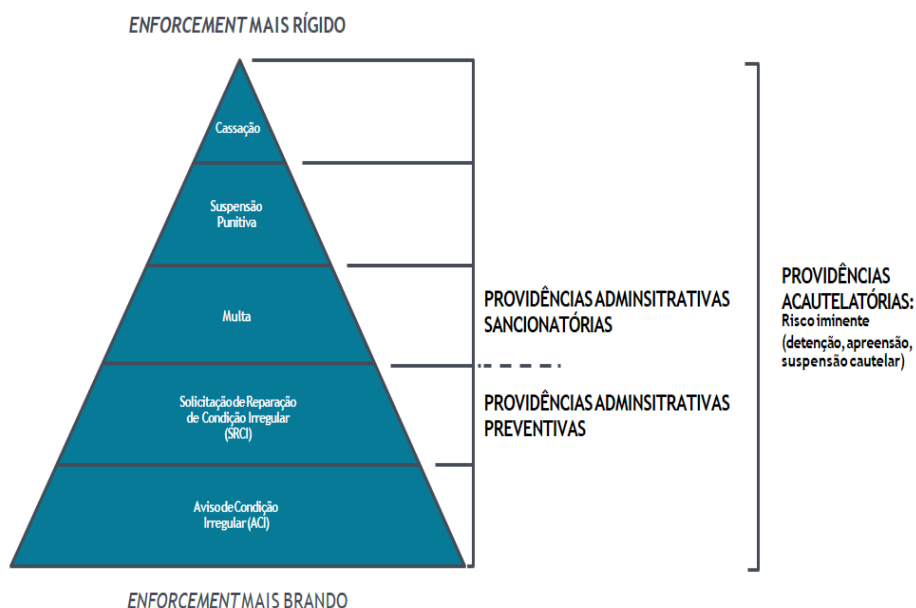 ENFORCEMENT MAIS RÍGIDO
Cassação
Suspensão
Punitiva
Multa
Solicitação de Reparação
de Condição Irregular
(SRCI)
Aviso de Condição
Irregular (ACI)
PROVIDÊNCIAS ADMINSITRATIVAS
SANCIONATÓRIAS
PROVIDÊNCIAS ADMINSITRATIVAS
PREVENTIVAS
PROVIDÊNCIAS
ACAUTELATÓRIAS:
Risco iminente
(detenção, apreensão,
suspensão cautelar)
ENFORCEMENT MAIS BRANDO